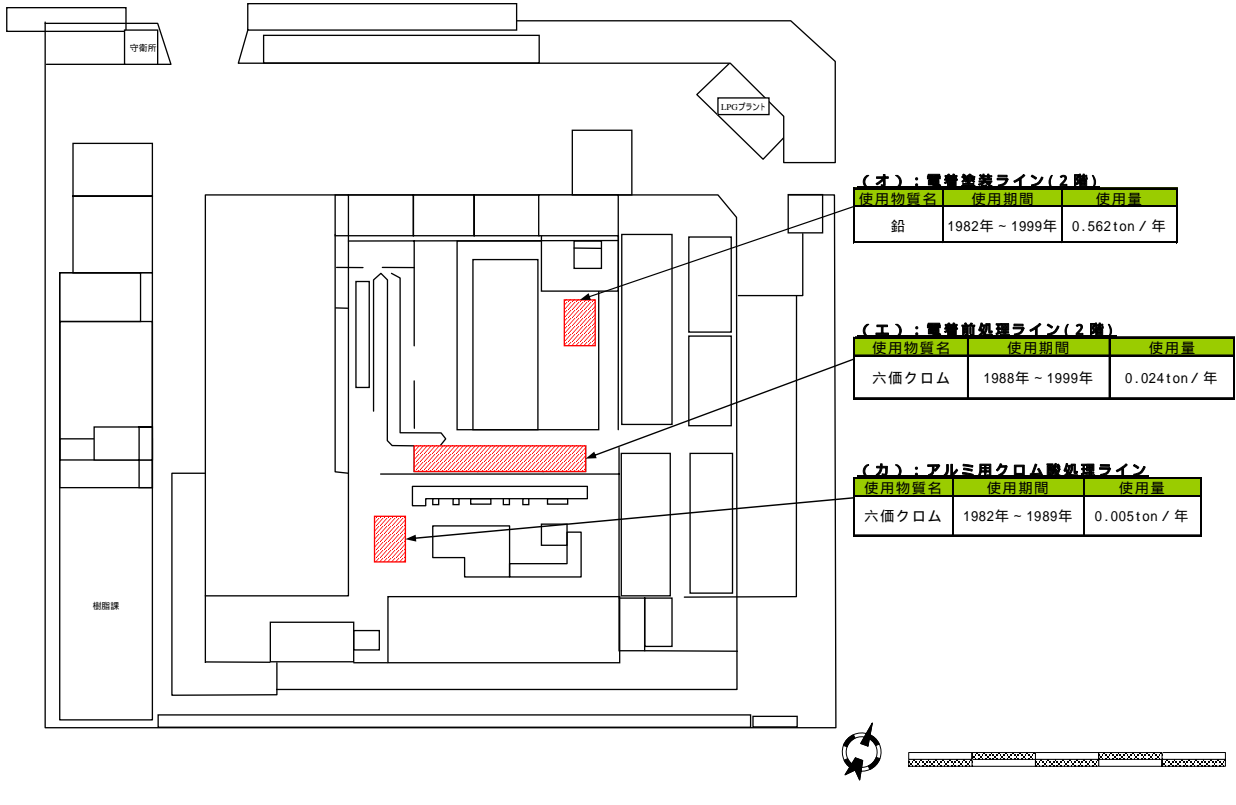 守衛所
LPGプラント
(オ):電着塗装ライン(2階)
使用物質名 使用期間 使用量
鉛 1982年~1999年 0.562ton/年
(エ):電着前処理ライン(2階)
使用物質名 使用期間 使用量
六価クロム 1988年~1999年 0.024ton/年
(カ):アルミ用クロム酸処理ライン
使用物質名 使用期間 使用量
六価クロム 1982年~1989年 0.005ton/年
樹脂課